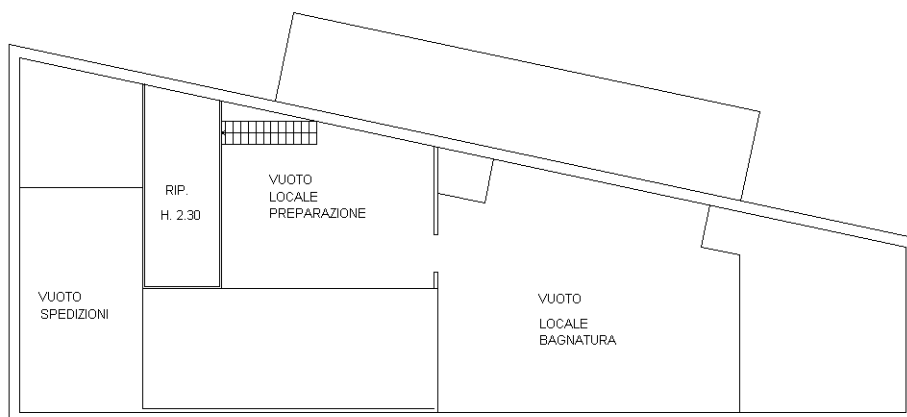 RIP.
H. 2.30
VUOTO
LOCALE
PREPARAZIONE
VUOTO
SPEDIZIONI
VUOTO
LOCALE
BAGNATURA